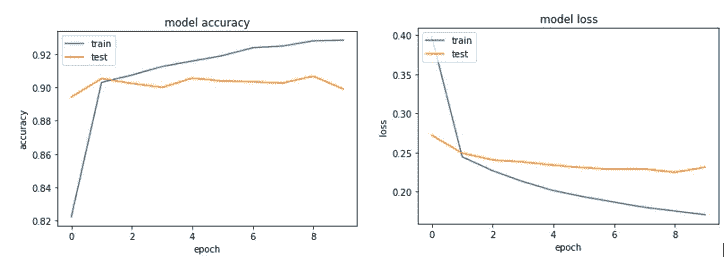 model accuracy
train
test
0.92
0.90
0.88
0.86
0.84
0.82
accuracy
0
2
4
6
8
epoch
model loss
train
test
0.40
0.35
0.30
0.25
0.20
loss
0
2
4
6
8
epoch